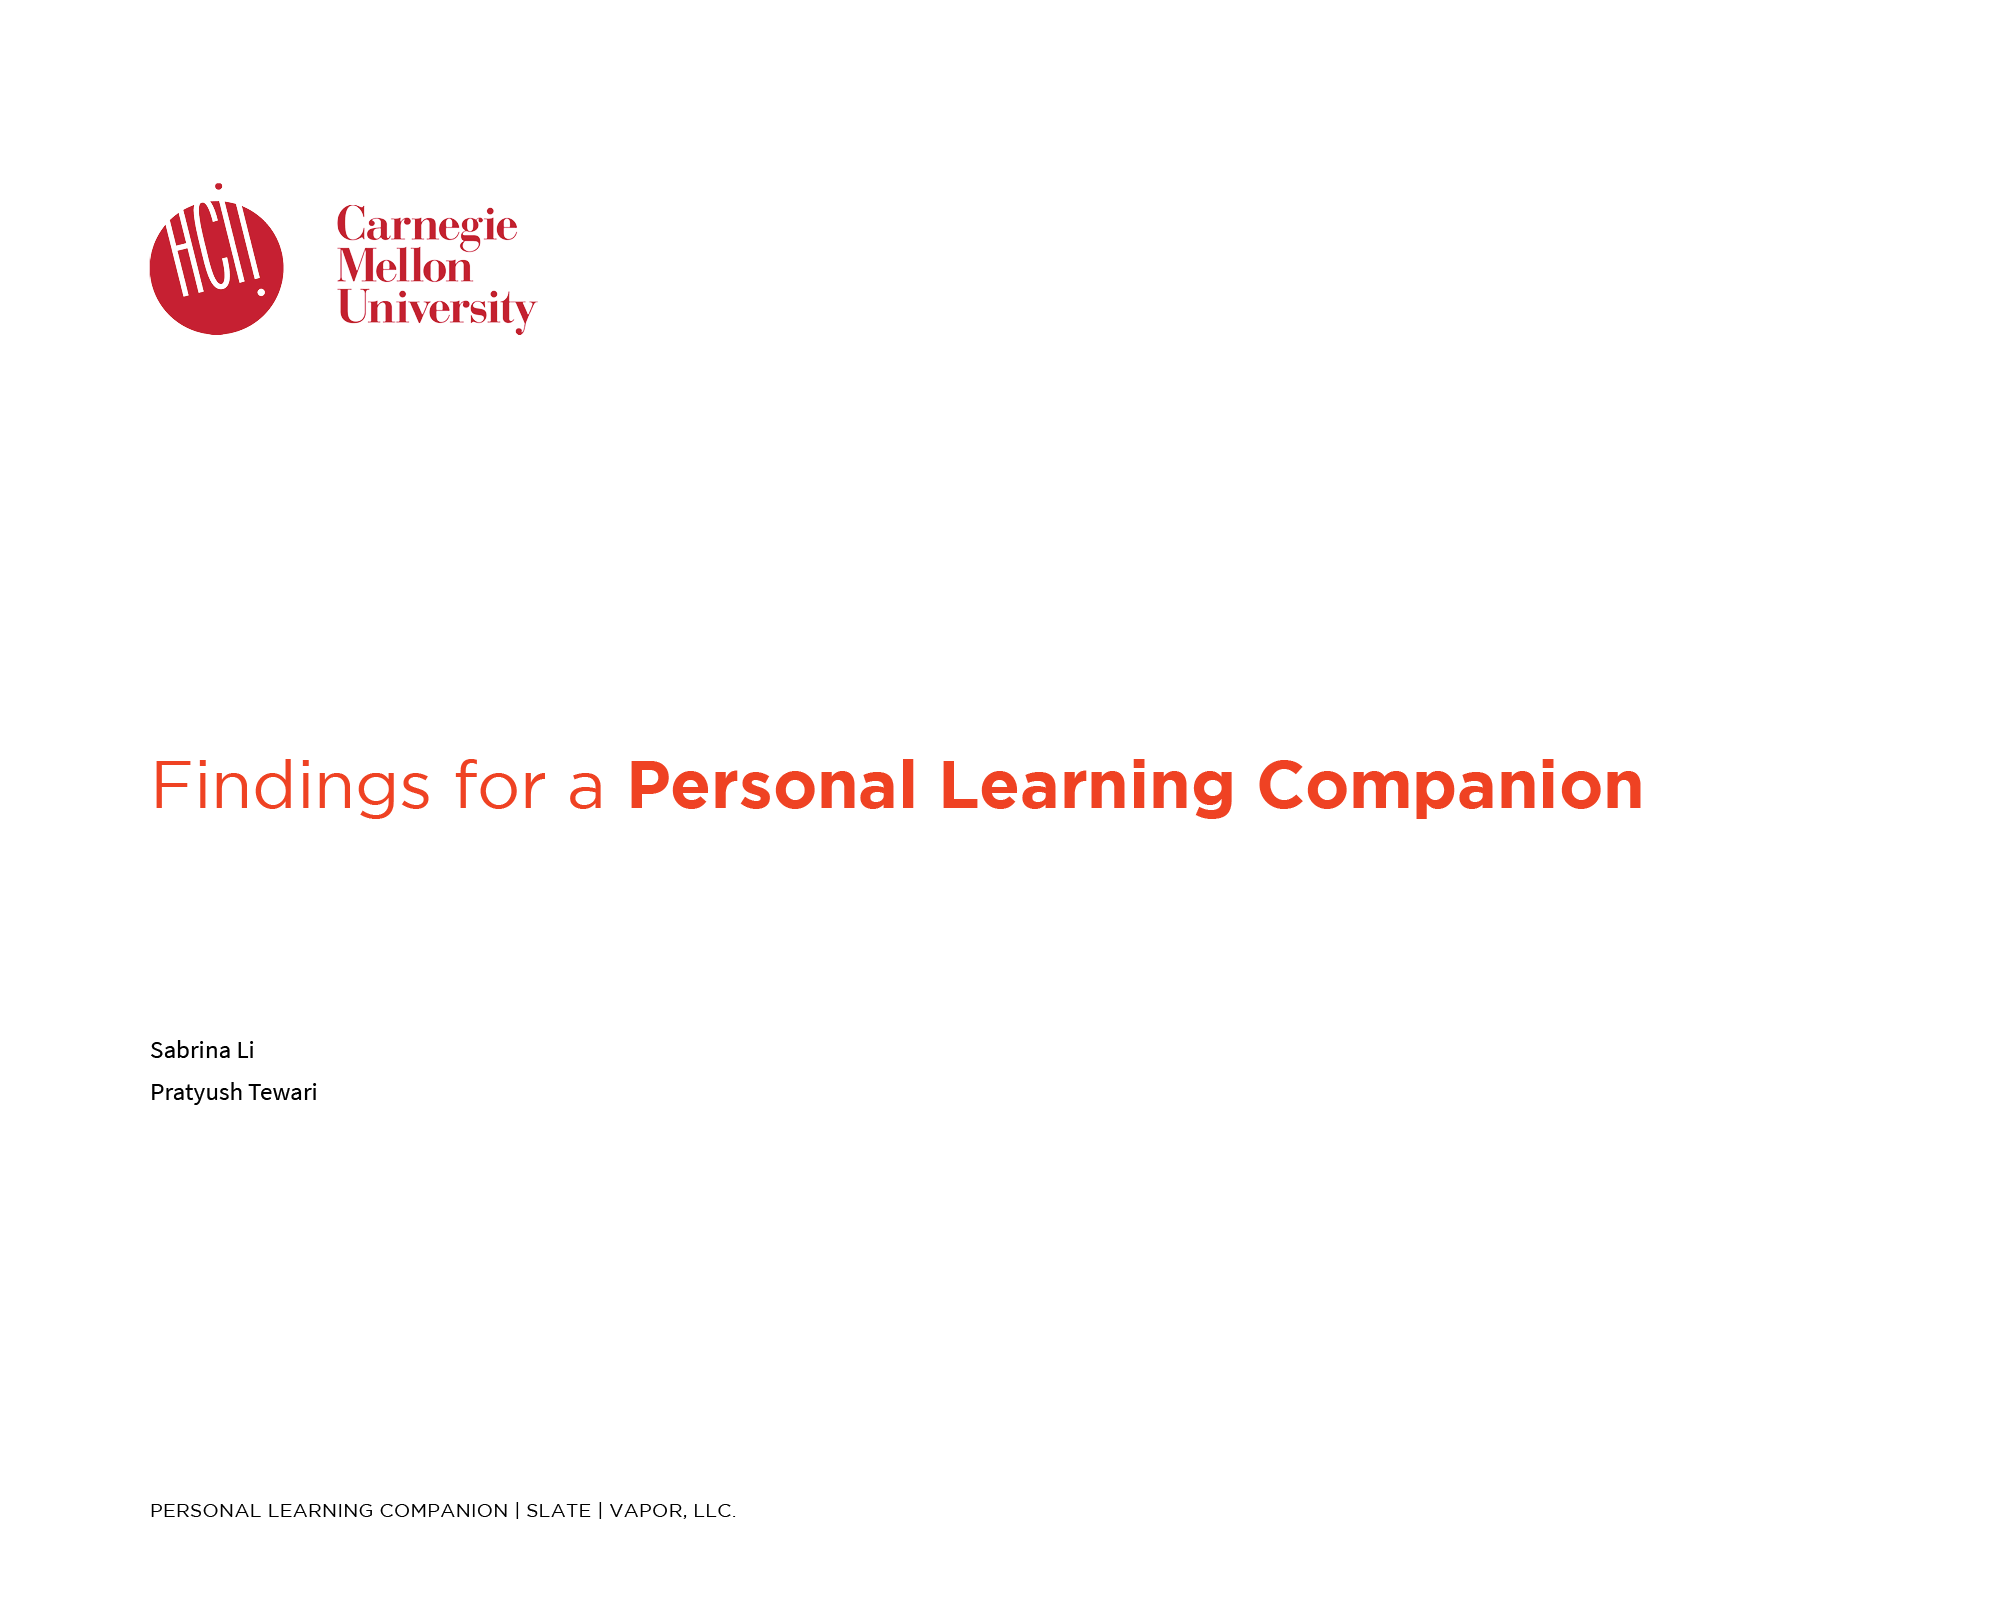 HCII
Carnegie
Mellon
University
Findings for a Personal Learning Companion
Sabrina Li
Pratyush Tewari
PERSONAL LEARNING COMPANION | SLATE | VAPOR, LLC.